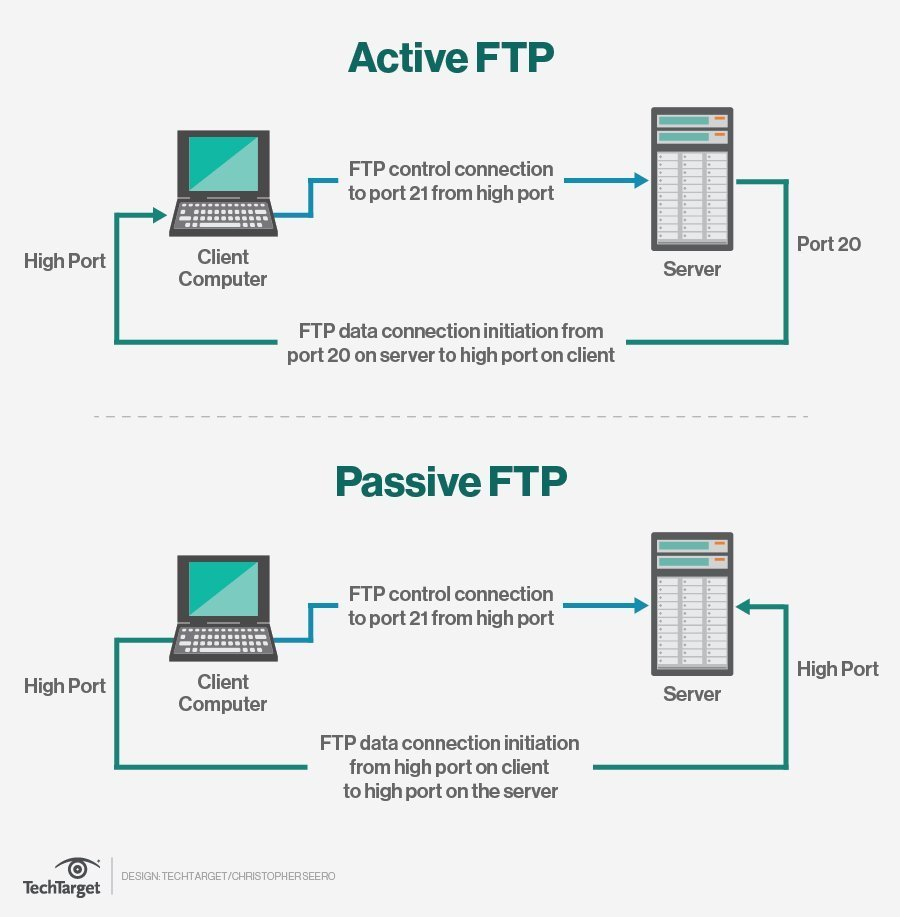 Active FTP
FTP control connection
to port 21 from high port
High Port
Client
Computer
Server
Port 20
FTP data connection initiation from
port 20 on server to high port on client
Passive FTP
FTP control connection
to port 21 from high port
High Port
Client
Computer
Server
High Port
FTP data connection initiation
from high port on client
to high port on the server
TechTarget
DESIGN: TECHTARGET/CHRISTOPHER SEERO